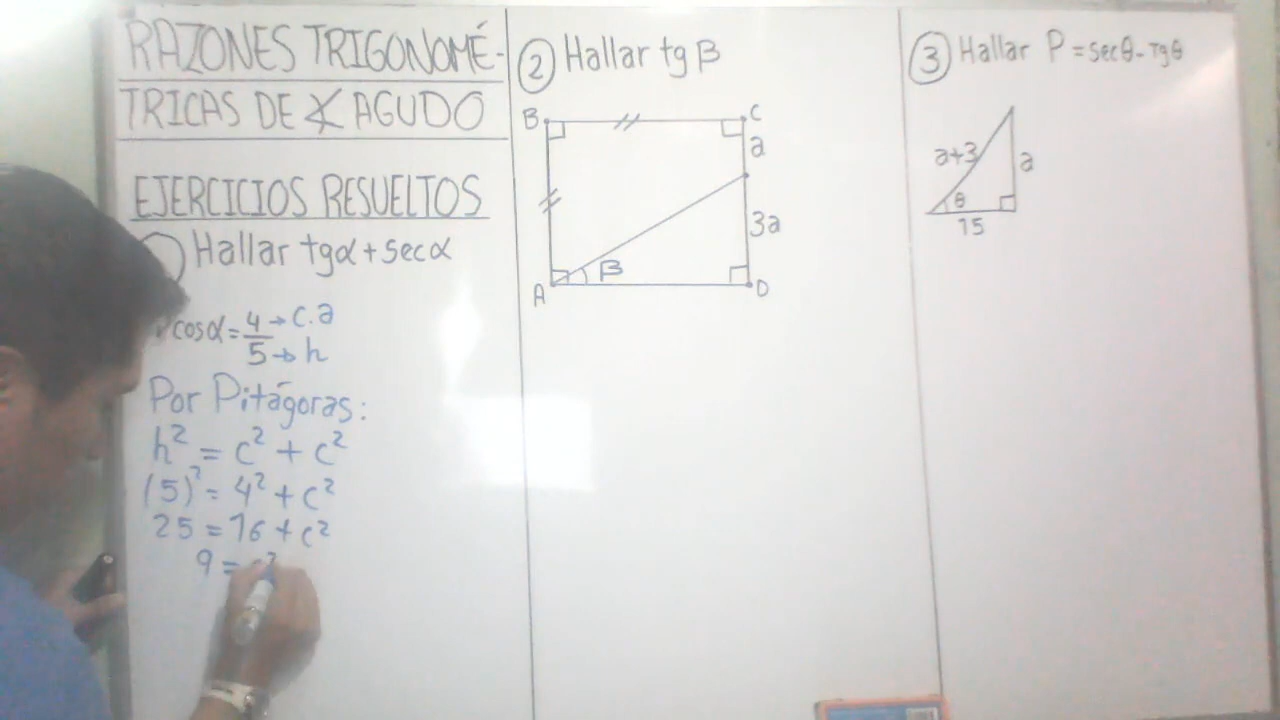 RAZONES TRIGONOMÉ-
TRICAS DE ∡ AGUDO
EJERCICIOS RESUELTOS
Hallar tgα + secα
cosα = 4/5 → c.a
→ h
Por Pitágoras:
h² = c² + c²
(5)² = 4² + c²
25 = 16 + c²
9 = c²
② Hallar tg β
B
C
a
3a
β
A
D
③ Hallar P = secθ - Tgθ
a+3
a
θ
15